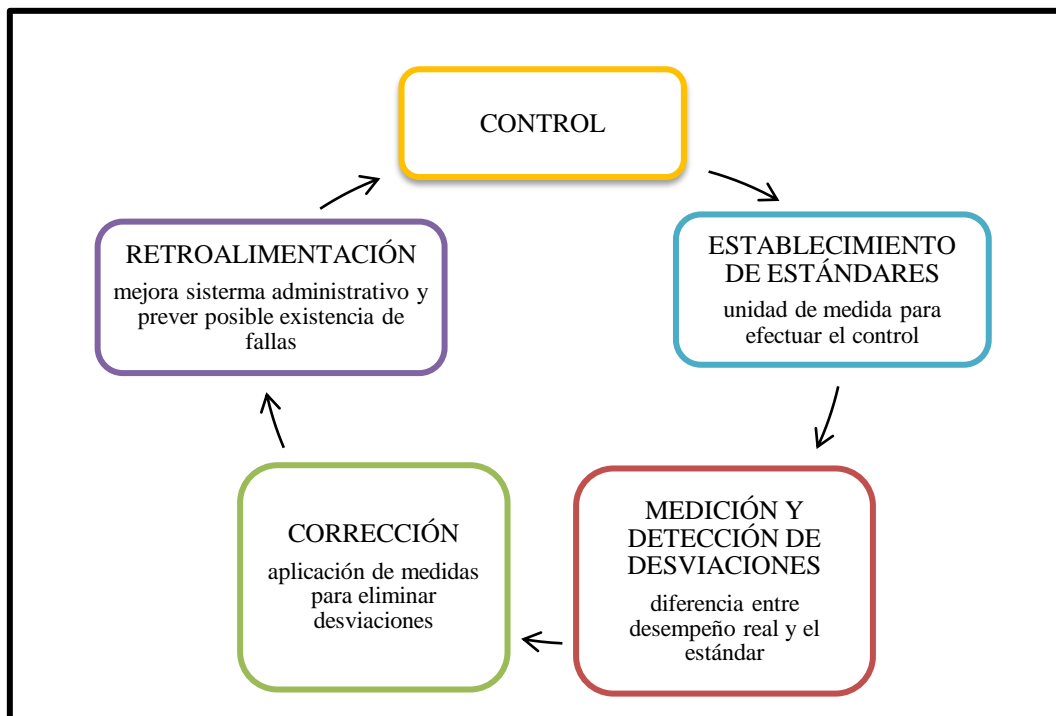 CONTROL
ESTABLECIMIENTO
DE ESTÁNDARES
unidad de medida para
efectuar el control
MEDICIÓN Y
DETECCIÓN DE
DESVIACIONES
diferencia entre
desempeño real y el
estándar
CORRECCIÓN
aplicación de medidas
para eliminar
desviaciones
RETROALIMENTACIÓN
mejora sisterma administrativo y
prever posible existencia de
fallas